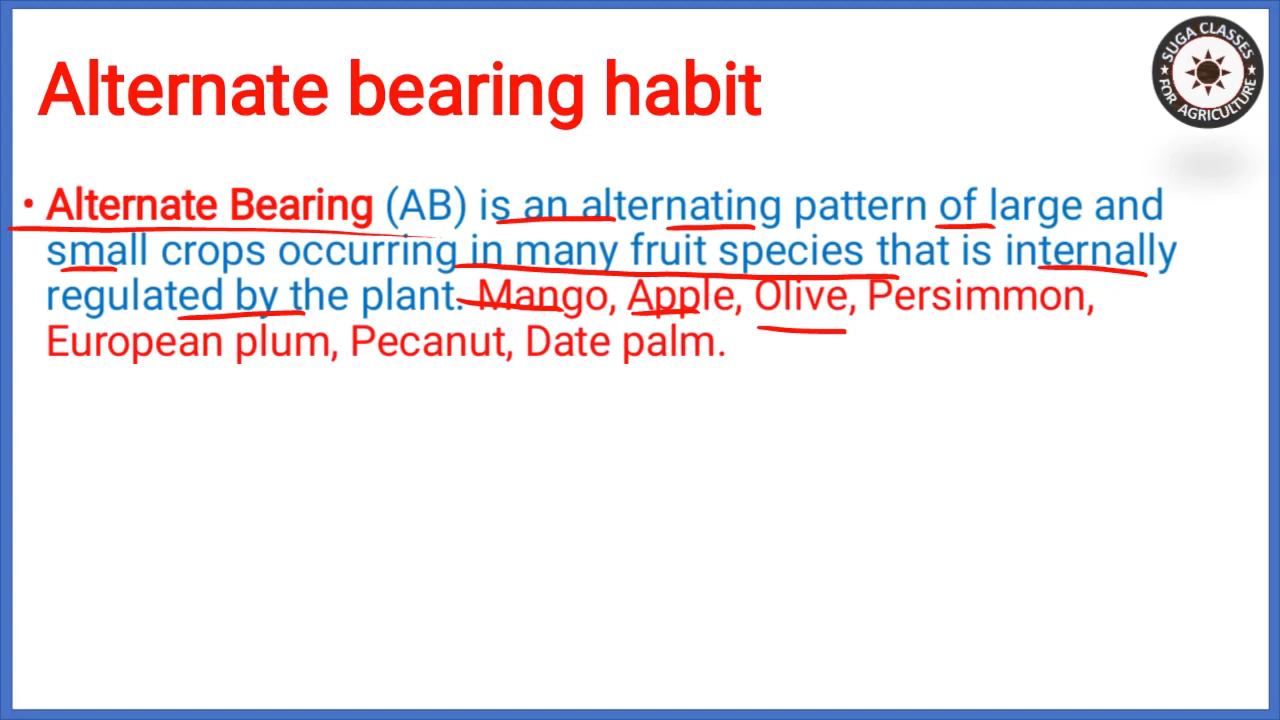 Alternate bearing habit
SUGA CLASSES
FOR AGRICULTURE
• Alternate Bearing (AB) is an alternating pattern of large and
small crops occurring in many fruit species that is internally
regulated by the plant. Mango, Apple, Olive, Persimmon,
European plum, Pecanut, Date palm.